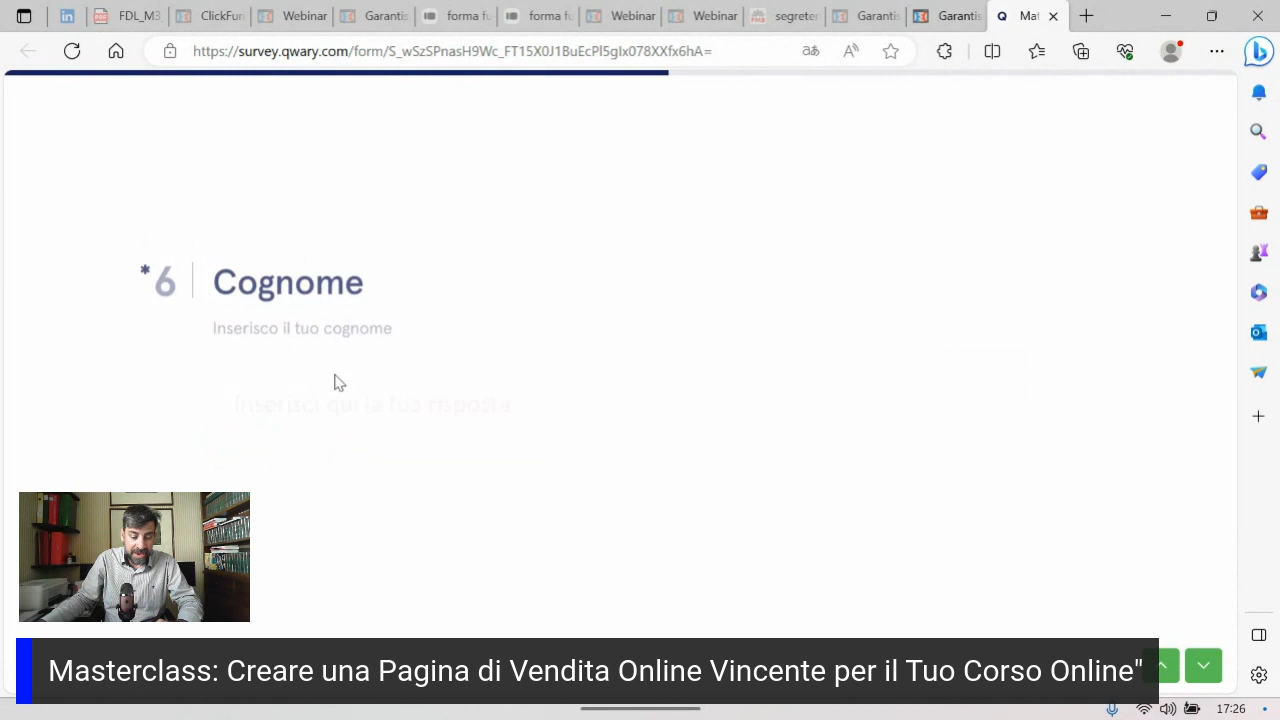 FDL_M3
ClickFun
Webinar
Garantis
forma fu
forma fu
Webinar
Webinar
segreter
Garantis
Garantis
Mat
https://survey.qwary.com/form/S_wSzSPnasH9Wc_FT15X0J1BuEcPl5gIx078XXfx6hA=
*6 Cognome
Inserisco il tuo cognome
Inserisci qui la tua risposta
Masterclass: Creare una Pagina di Vendita Online Vincente per il Tuo Corso Online"
17:26